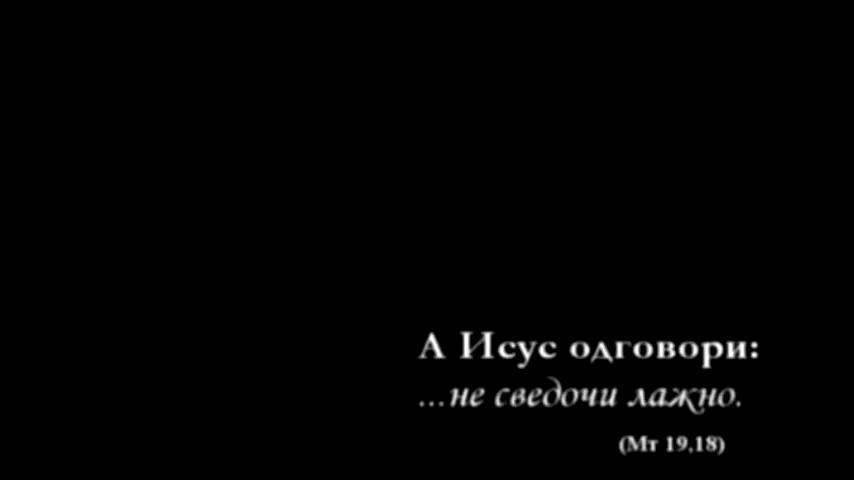 А Исус одговори:
...не сведочи лажно.
(Мт 19,18)